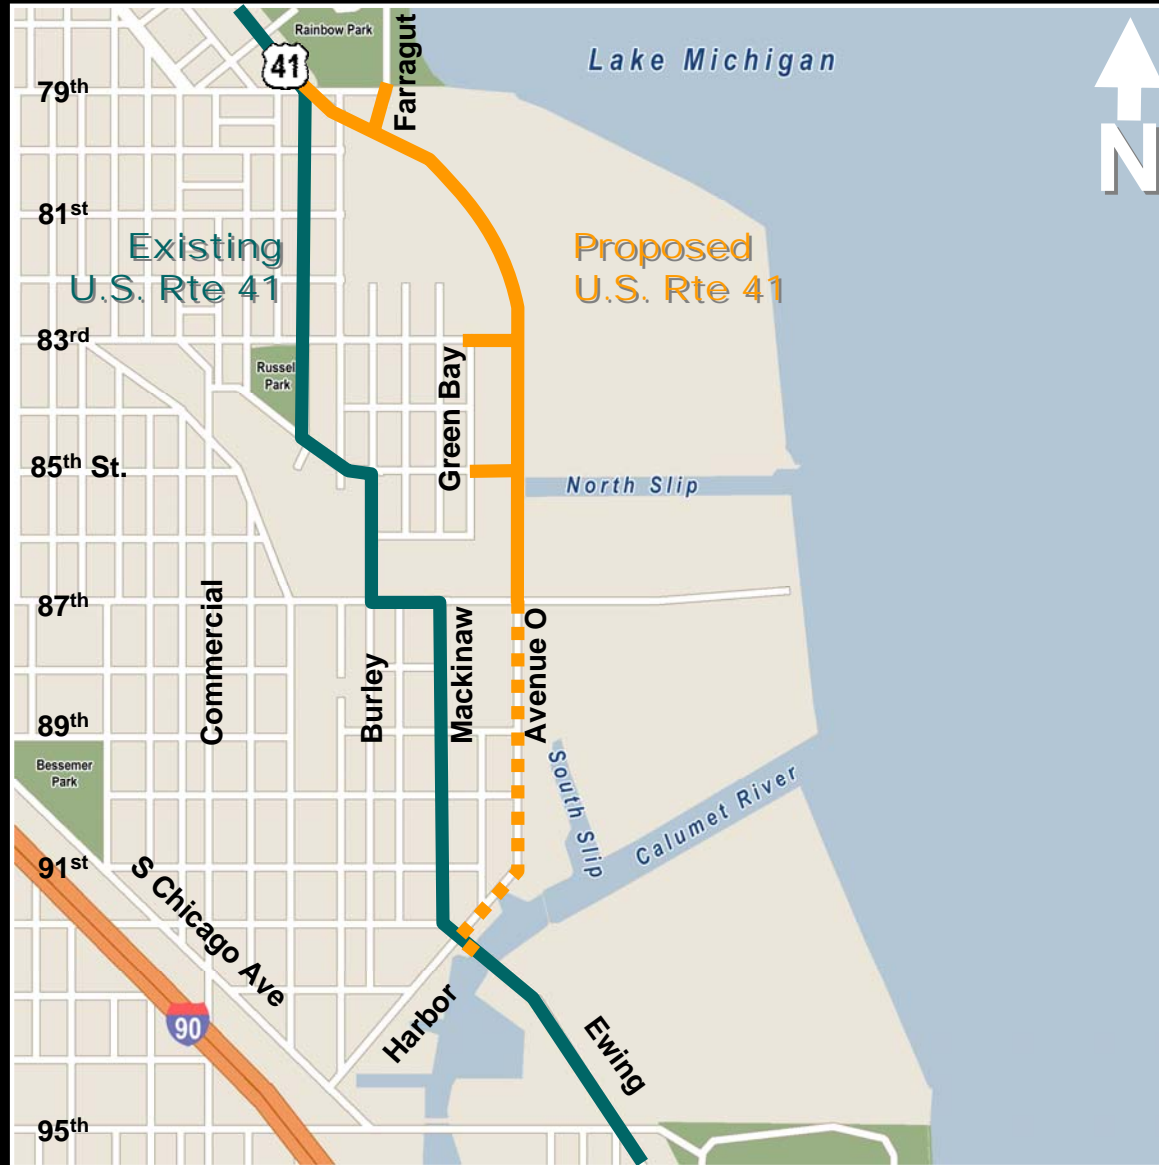 Rainbow Park
Farragut
Lake Michigan
41
79th
N
81st
Existing
U.S. Rte 41
Proposed
U.S. Rte 41
83rd
Russel
Park
Green Bay
85th St.
North Slip
87th
Commercial
Burley
Mackinaw
Avenue O
89th
Bessemer
Park
South Slip
Calumet River
91st
S Chicago Ave
90
Harbor
Ewing
95th